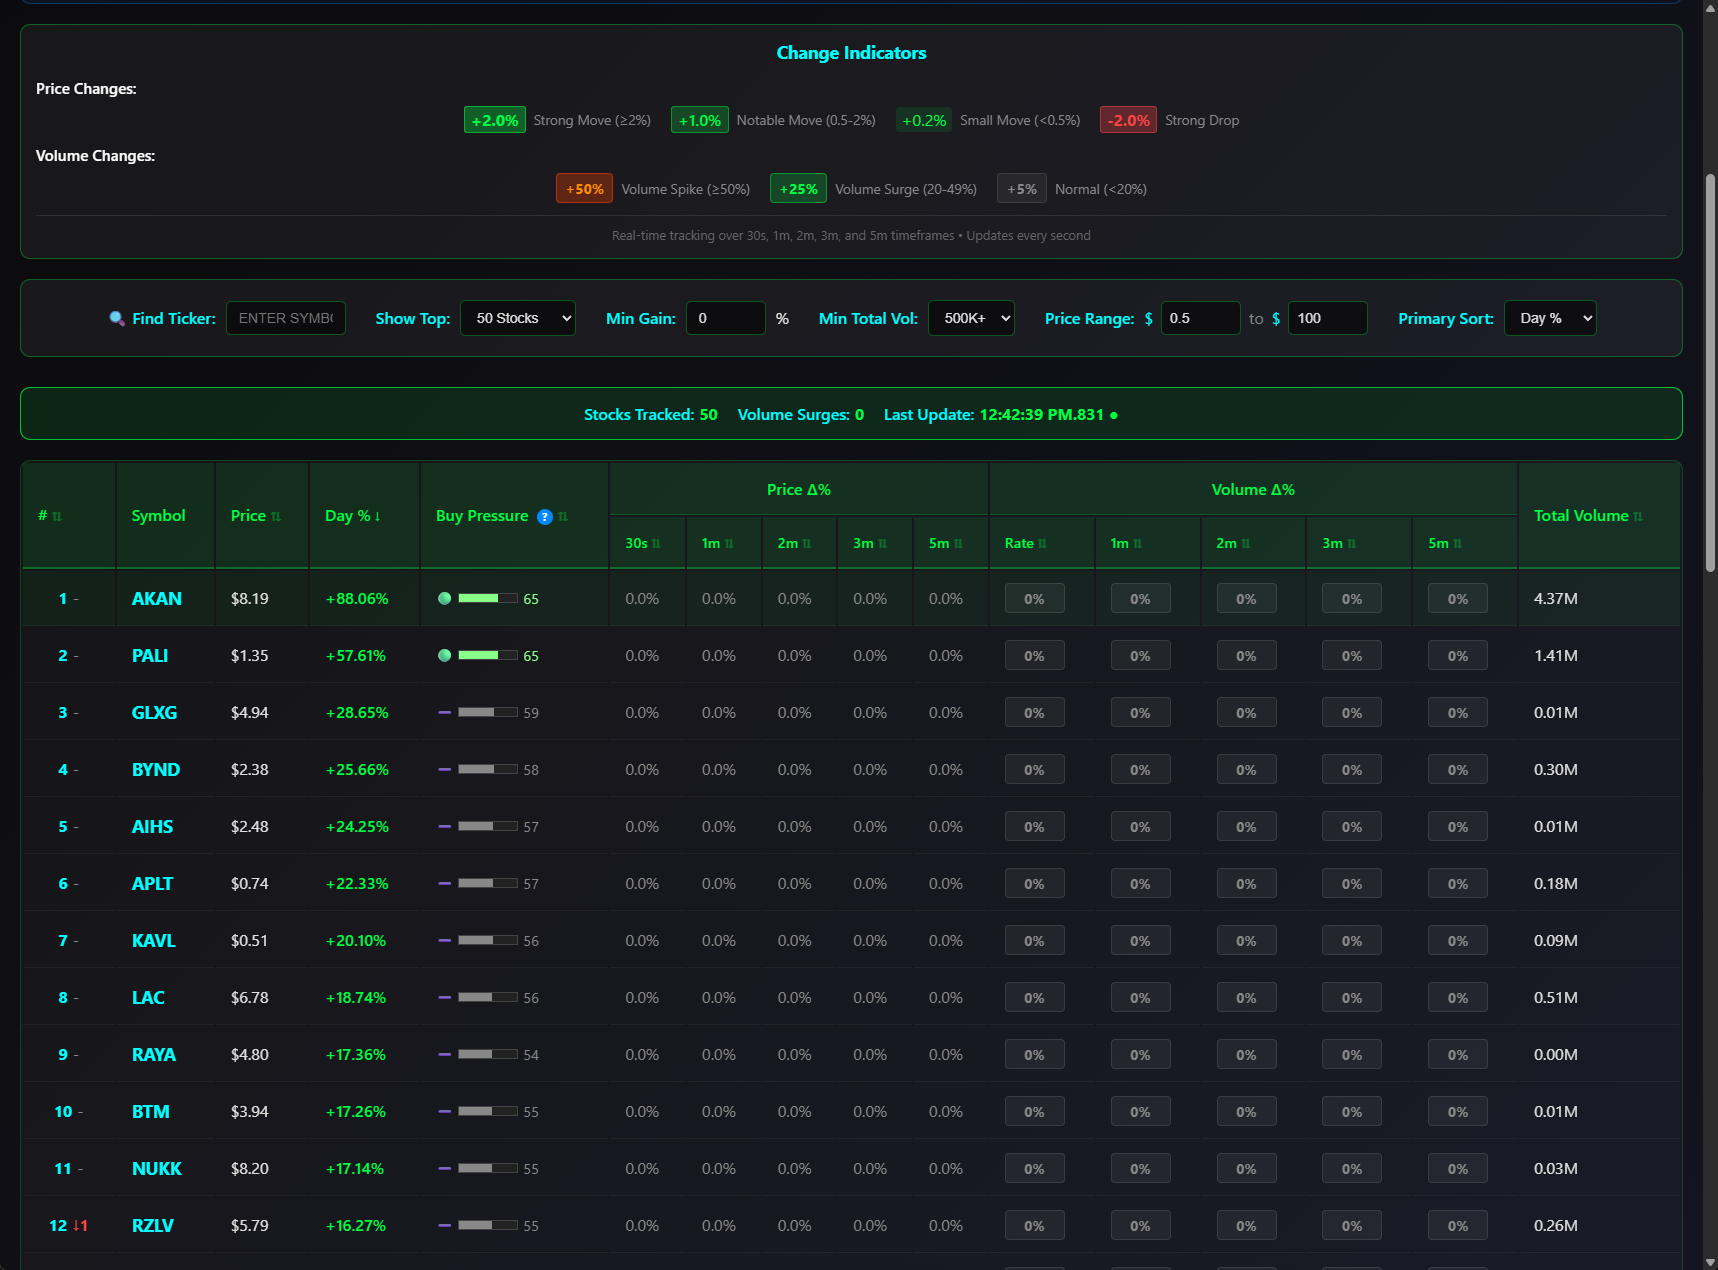 Change Indicators
Price Changes:
+2.0% Strong Move (≥2%) +1.0% Notable Move (0.5-2%) +0.2% Small Move (<0.5%) -2.0% Strong Drop
Volume Changes:
+50% Volume Spike (≥50%) +25% Volume Surge (20-49%) +5% Normal (<20%)
Real-time tracking over 30s, 1m, 2m, 3m, and 5m timeframes • Updates every second
Find Ticker: ENTER SYMBO Show Top: 50 Stocks Min Gain: 0 % Min Total Vol: 500K+ Price Range: $ 0.5 to $ 100 Primary Sort: Day %
Stocks Tracked: 50 Volume Surges: 0 Last Update: 12:42:39 PM.831 ●
Price Δ% Volume Δ%
# ⇅ Symbol Price ⇅ Day % ↓ Buy Pressure ? ⇅ Total Volume ⇅
30s ⇅ 1m ⇅ 2m ⇅ 3m ⇅ 5m ⇅ Rate ⇅ 1m ⇅ 2m ⇅ 3m ⇅ 5m ⇅
1 - AKAN $8.19 +88.06% 65 0.0% 0.0% 0.0% 0.0% 0.0% 0% 0% 0% 0% 0% 4.37M
2 - PALI $1.35 +57.61% 65 0.0% 0.0% 0.0% 0.0% 0.0% 0% 0% 0% 0% 0% 1.41M
3 - GLXG $4.94 +28.65% 59 0.0% 0.0% 0.0% 0.0% 0.0% 0% 0% 0% 0% 0% 0.01M
4 - BYND $2.38 +25.66% 58 0.0% 0.0% 0.0% 0.0% 0.0% 0% 0% 0% 0% 0% 0.30M
5 - AIHS $2.48 +24.25% 57 0.0% 0.0% 0.0% 0.0% 0.0% 0% 0% 0% 0% 0% 0.01M
6 - APLT $0.74 +22.33% 57 0.0% 0.0% 0.0% 0.0% 0.0% 0% 0% 0% 0% 0% 0.18M
7 - KAVL $0.51 +20.10% 56 0.0% 0.0% 0.0% 0.0% 0.0% 0% 0% 0% 0% 0% 0.09M
8 - LAC $6.78 +18.74% 56 0.0% 0.0% 0.0% 0.0% 0.0% 0% 0% 0% 0% 0% 0.51M
9 - RAYA $4.80 +17.36% 54 0.0% 0.0% 0.0% 0.0% 0.0% 0% 0% 0% 0% 0% 0.00M
10 - BTM $3.94 +17.26% 55 0.0% 0.0% 0.0% 0.0% 0.0% 0% 0% 0% 0% 0% 0.01M
11 - NUKK $8.20 +17.14% 55 0.0% 0.0% 0.0% 0.0% 0.0% 0% 0% 0% 0% 0% 0.03M
12 ↓1 RZLV $5.79 +16.27% 55 0.0% 0.0% 0.0% 0.0% 0.0% 0% 0% 0% 0% 0% 0.26M